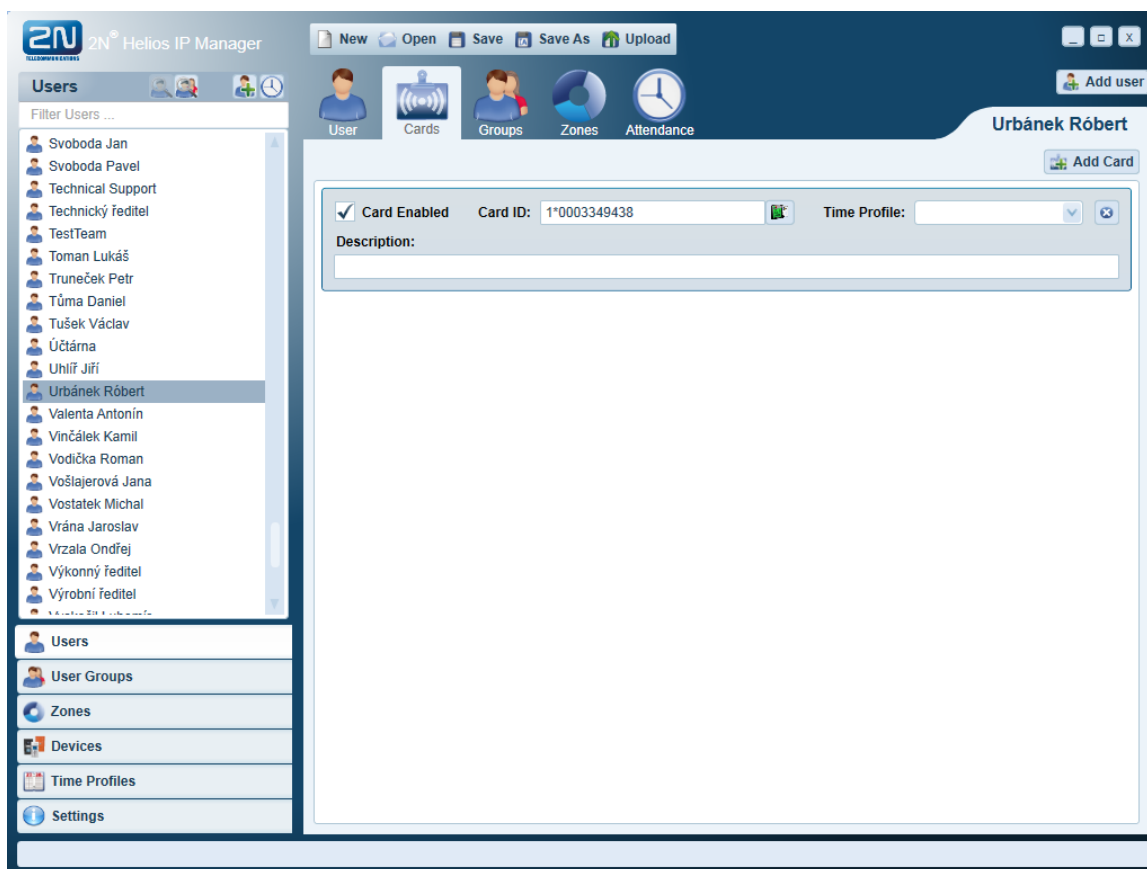 2N
TELECOMMUNICATIONS
2N® Helios IP Manager
New Open Save Save As Upload
Users
Filter Users ...
Svoboda Jan
Svoboda Pavel
Technical Support
Technický ředitel
TestTeam
Toman Lukáš
Truneček Petr
Tůma Daniel
Tušek Václav
Účtárna
Uhlíř Jiří
Urbánek Róbert
Valenta Antonín
Vinčálek Kamil
Vodička Roman
Vošlajerová Jana
Vostatek Michal
Vrána Jaroslav
Vrzala Ondřej
Výkonný ředitel
Výrobní ředitel
Users
User Groups
Zones
Devices
Time Profiles
Settings
User Cards Groups Zones Attendance
Add user
Urbánek Róbert
Add Card
Card Enabled Card ID: 1*0003349438 Time Profile:
Description: